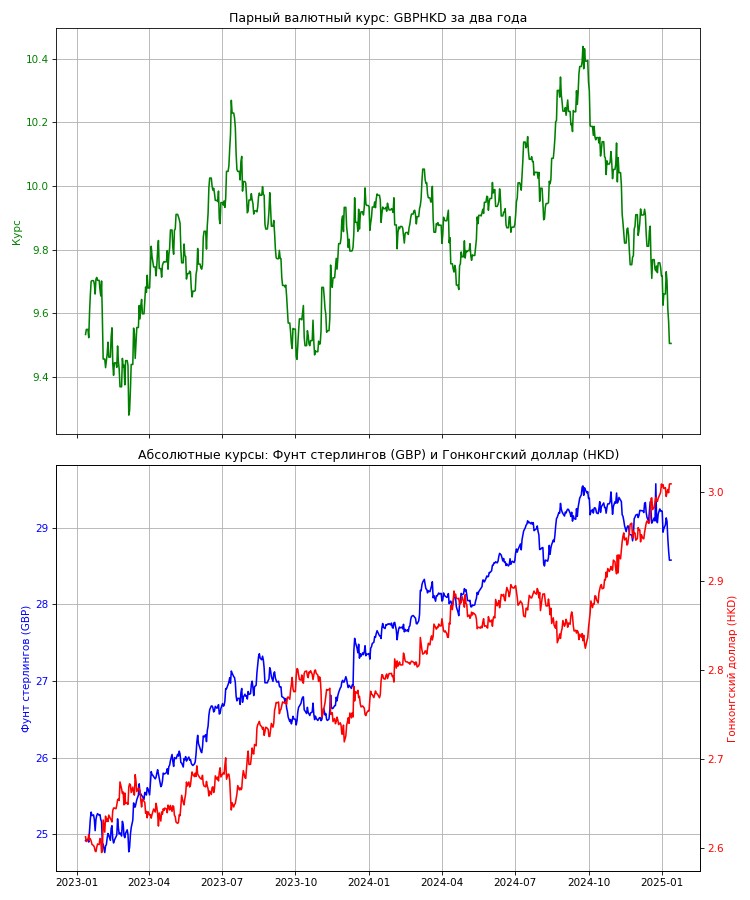 Парный валютный курс: GBPHKD за два года
10.4
10.2
10.0
9.8
9.6
9.4
Курс
Абсолютные курсы: Фунт стерлингов (GBP) и Гонконгский доллар (HKD)
29
28
27
26
25
Фунт стерлингов (GBP)
3.0
2.9
2.8
2.7
2.6
Гонконгский доллар (HKD)
2023-01 2023-04 2023-07 2023-10 2024-01 2024-04 2024-07 2024-10 2025-01